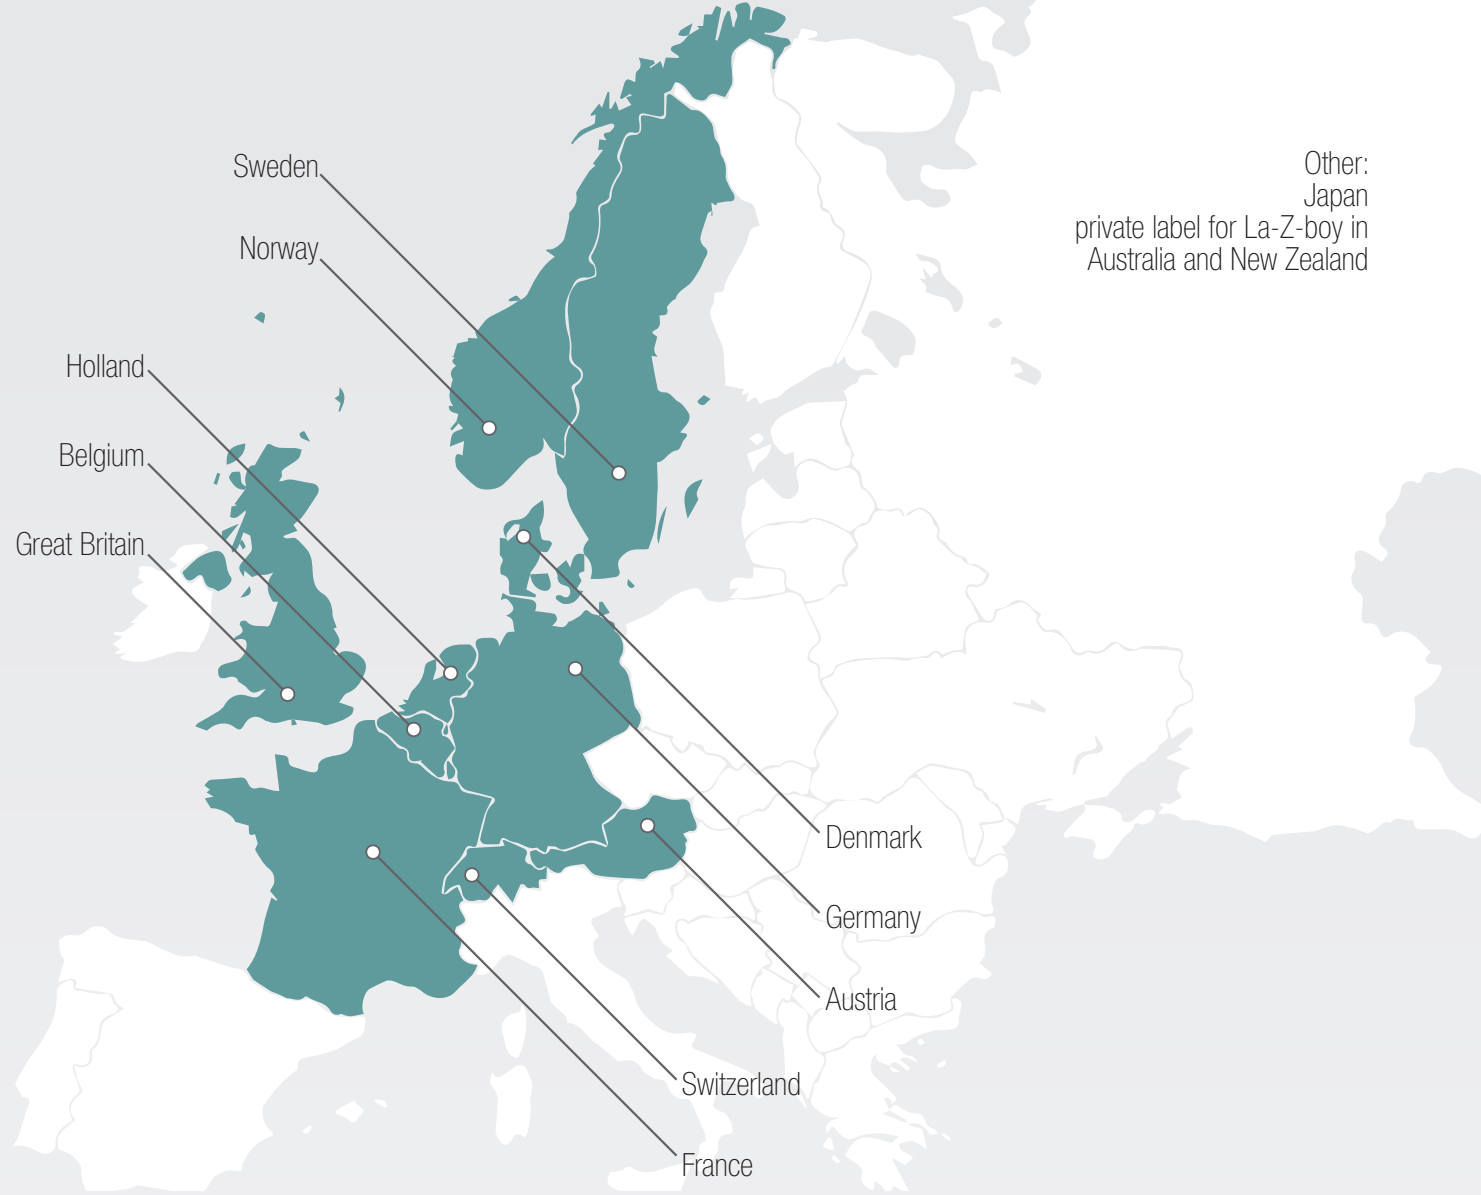 Sweden
Norway
Holland
Belgium
Great Britain
Other:
Japan
private label for La-Z-boy in
Australia and New Zealand
Denmark
Germany
Austria
Switzerland
France